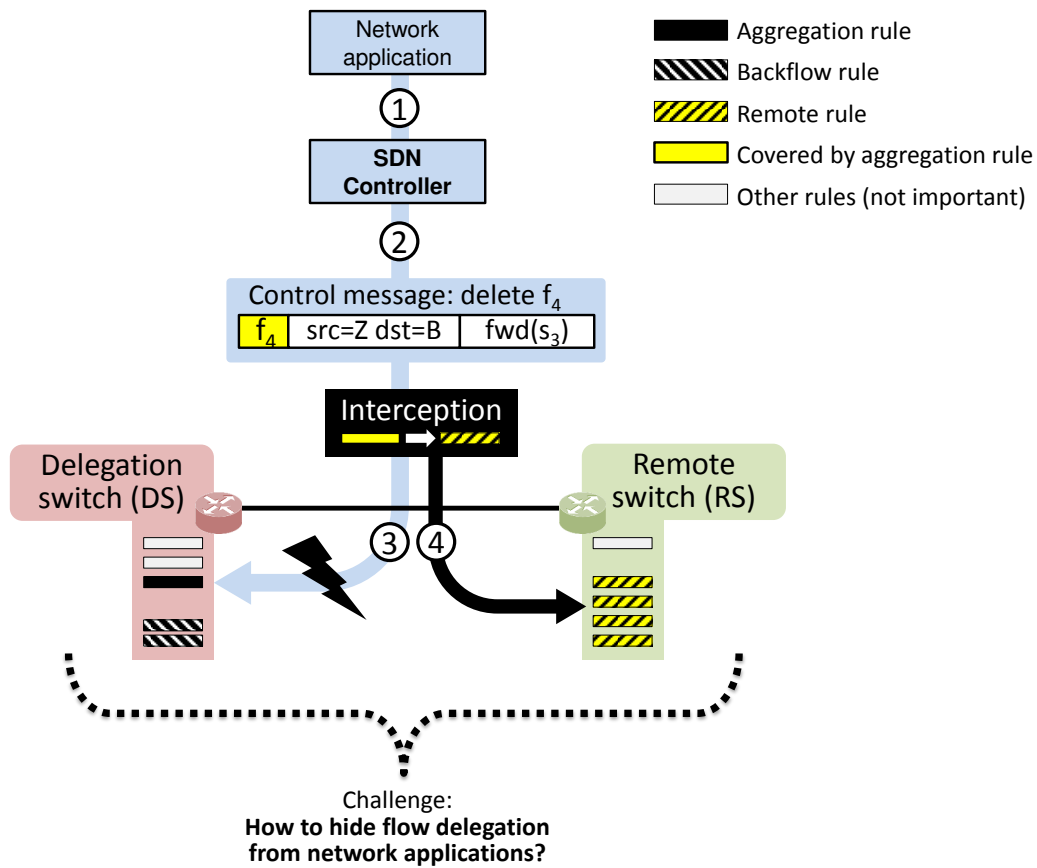 Network
application
Aggregation rule
Backflow rule
Remote rule
Covered by aggregation rule
Other rules (not important)
1
SDN
Controller
2
Control message: delete f₄
f₄ src=Z dst=B fwd(s₃)
Interception
Delegation
switch (DS)
Remote
switch (RS)
3
4
Challenge:
How to hide flow delegation
from network applications?